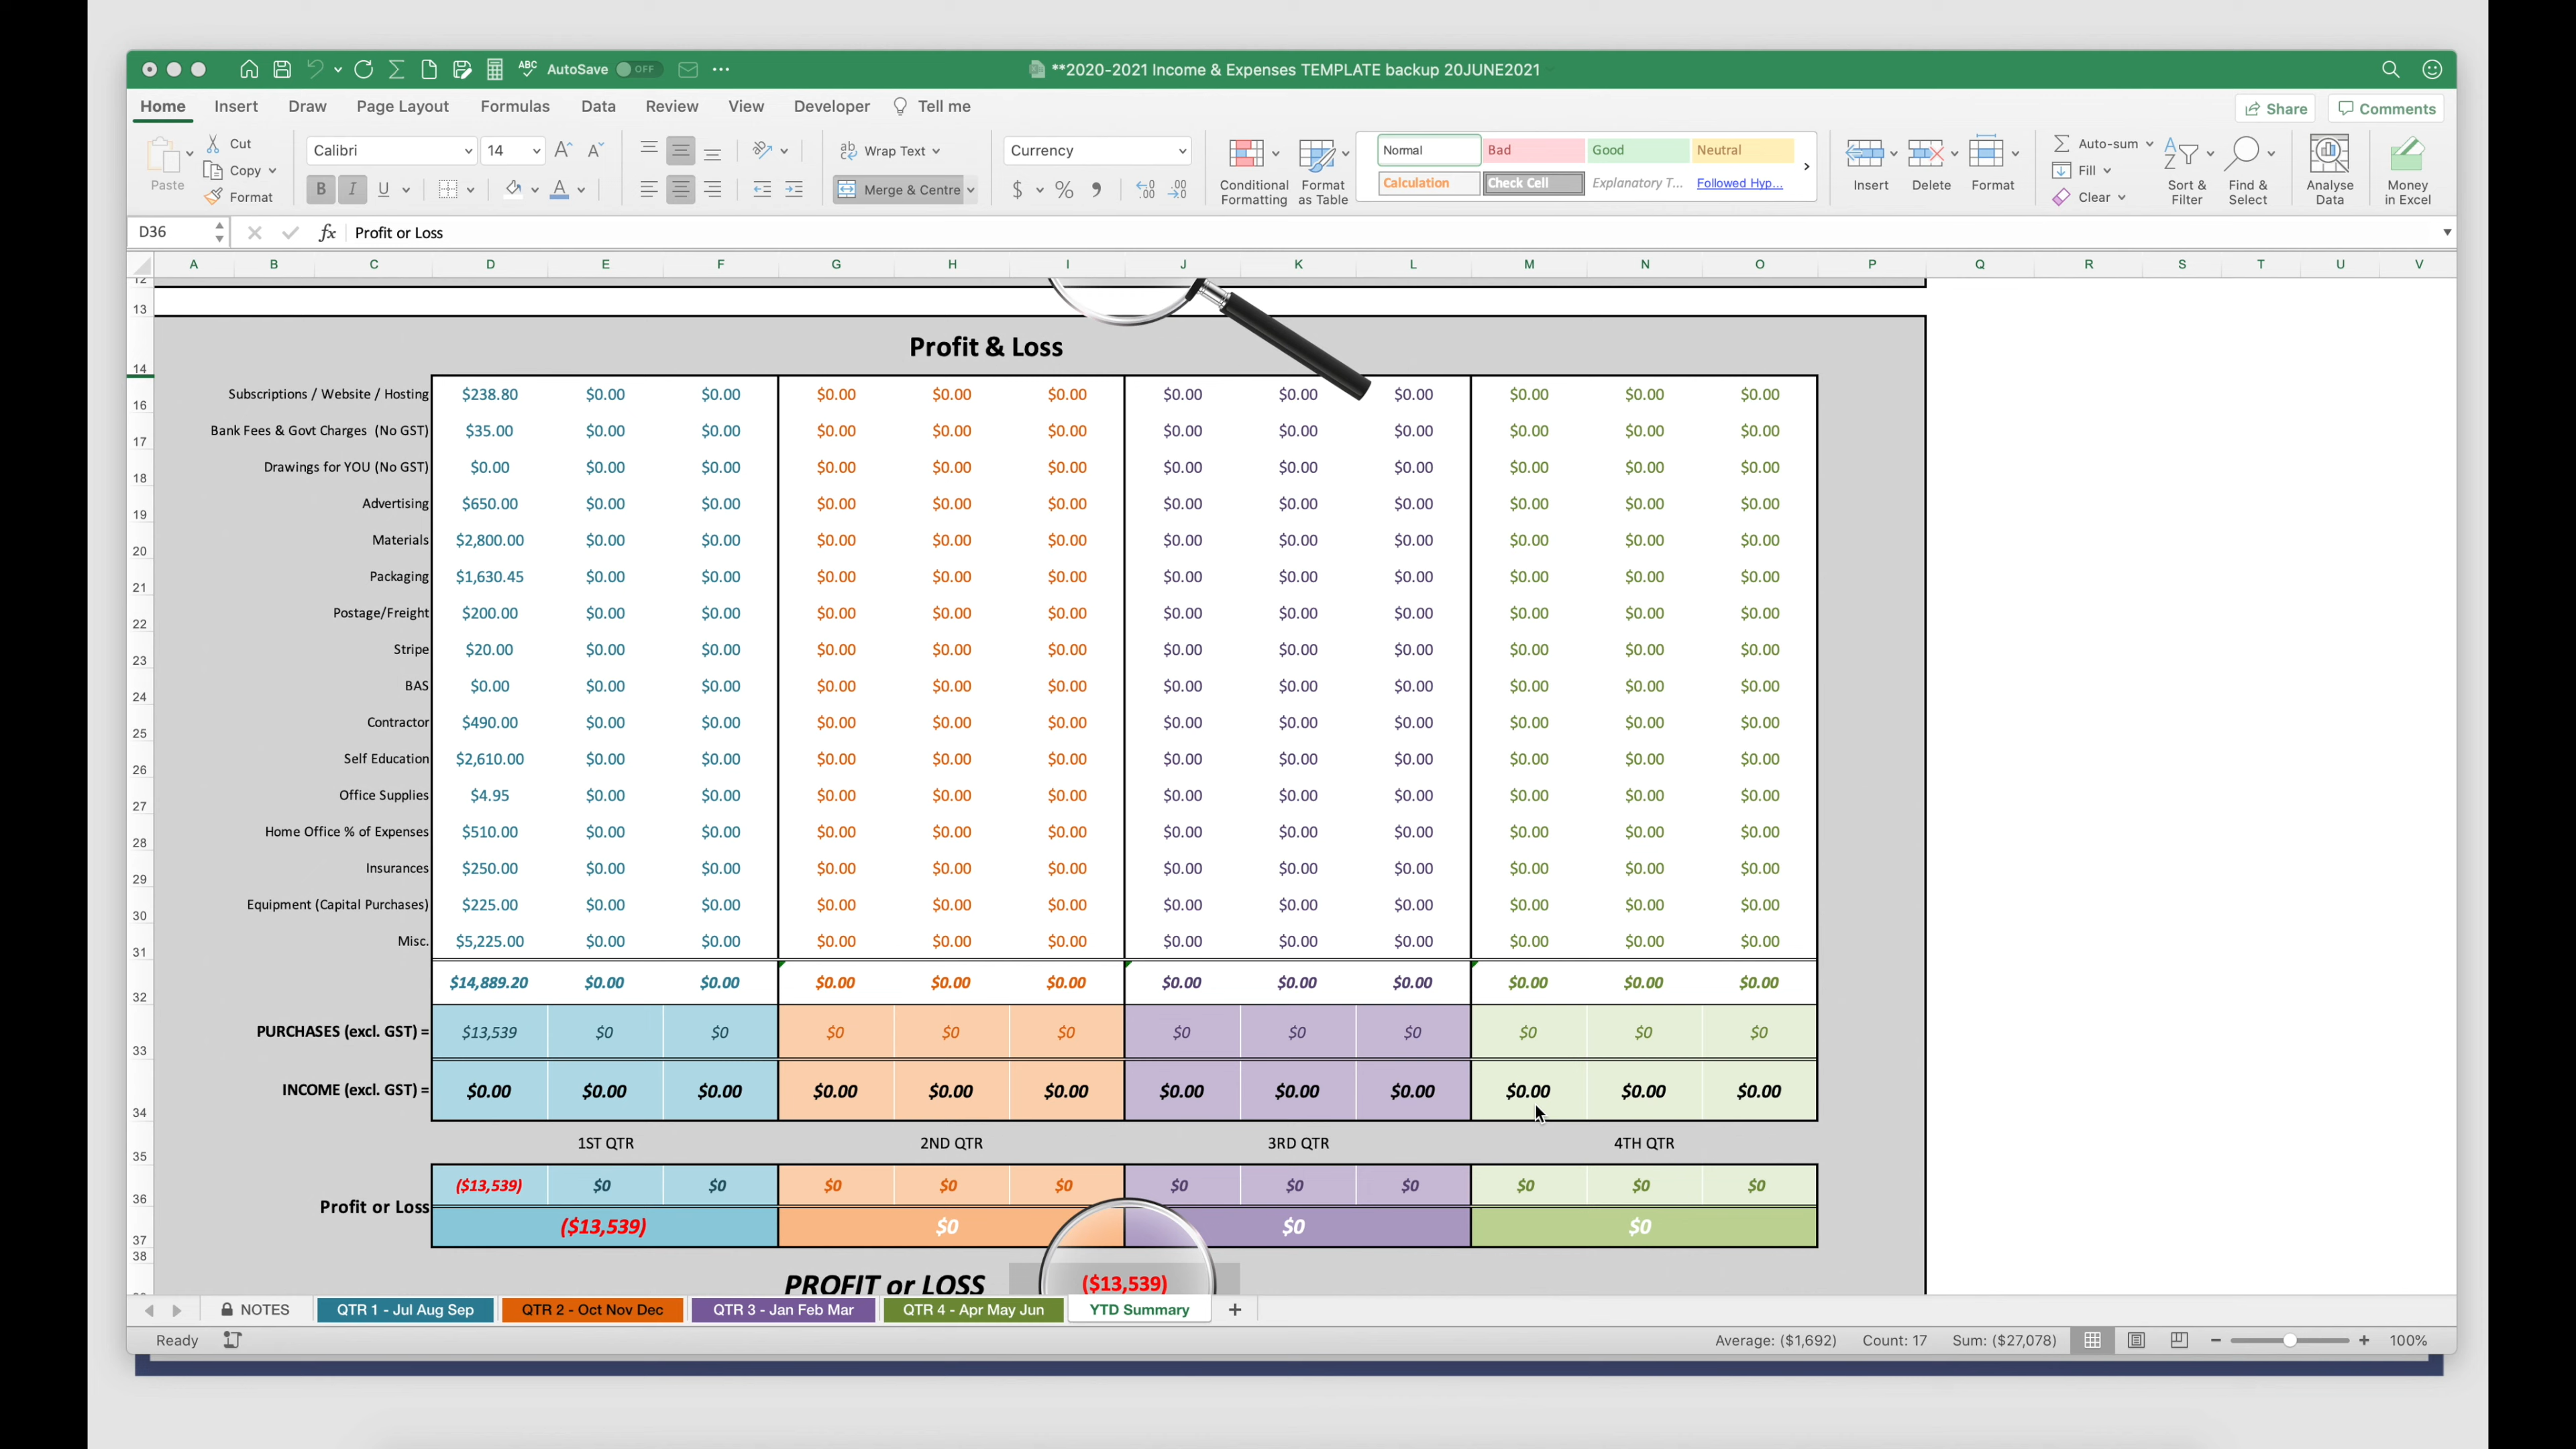 ABC AutoSave OFF **2020-2021 Income & Expenses TEMPLATE backup 20JUNE2021
Home Insert Draw Page Layout Formulas Data Review View Developer Tell me Share Comments
Paste Cut Copy Format Calibri 14 A A Wrap Text Currency Conditional Formatting Format as Table Normal Bad Good Neutral Insert Delete Format Auto-sum Fill Clear Sort & Filter Find & Select Analyse Data Money in Excel
B I U A Merge & Centre $ % Calculation Check Cell Explanatory T... Followed Hyp...
D36 fx Profit or Loss
A B C D E F G H I J K L M N O P Q R S T U V
12
13
14 Profit & Loss
16 Subscriptions / Website / Hosting $238.80 $0.00 $0.00 $0.00 $0.00 $0.00 $0.00 $0.00 $0.00 $0.00 $0.00 $0.00
17 Bank Fees & Govt Charges (No GST) $35.00 $0.00 $0.00 $0.00 $0.00 $0.00 $0.00 $0.00 $0.00 $0.00 $0.00 $0.00
18 Drawings for YOU (No GST) $0.00 $0.00 $0.00 $0.00 $0.00 $0.00 $0.00 $0.00 $0.00 $0.00 $0.00 $0.00
19 Advertising $650.00 $0.00 $0.00 $0.00 $0.00 $0.00 $0.00 $0.00 $0.00 $0.00 $0.00 $0.00
20 Materials $2,800.00 $0.00 $0.00 $0.00 $0.00 $0.00 $0.00 $0.00 $0.00 $0.00 $0.00 $0.00
21 Packaging $1,630.45 $0.00 $0.00 $0.00 $0.00 $0.00 $0.00 $0.00 $0.00 $0.00 $0.00 $0.00
22 Postage/Freight $200.00 $0.00 $0.00 $0.00 $0.00 $0.00 $0.00 $0.00 $0.00 $0.00 $0.00 $0.00
23 Stripe $20.00 $0.00 $0.00 $0.00 $0.00 $0.00 $0.00 $0.00 $0.00 $0.00 $0.00 $0.00
24 BAS $0.00 $0.00 $0.00 $0.00 $0.00 $0.00 $0.00 $0.00 $0.00 $0.00 $0.00 $0.00
25 Contractor $490.00 $0.00 $0.00 $0.00 $0.00 $0.00 $0.00 $0.00 $0.00 $0.00 $0.00 $0.00
26 Self Education $2,610.00 $0.00 $0.00 $0.00 $0.00 $0.00 $0.00 $0.00 $0.00 $0.00 $0.00 $0.00
27 Office Supplies $4.95 $0.00 $0.00 $0.00 $0.00 $0.00 $0.00 $0.00 $0.00 $0.00 $0.00 $0.00
28 Home Office % of Expenses $510.00 $0.00 $0.00 $0.00 $0.00 $0.00 $0.00 $0.00 $0.00 $0.00 $0.00 $0.00
29 Insurances $250.00 $0.00 $0.00 $0.00 $0.00 $0.00 $0.00 $0.00 $0.00 $0.00 $0.00 $0.00
30 Equipment (Capital Purchases) $225.00 $0.00 $0.00 $0.00 $0.00 $0.00 $0.00 $0.00 $0.00 $0.00 $0.00 $0.00
31 Misc. $5,225.00 $0.00 $0.00 $0.00 $0.00 $0.00 $0.00 $0.00 $0.00 $0.00 $0.00 $0.00
32 $14,889.20 $0.00 $0.00 $0.00 $0.00 $0.00 $0.00 $0.00 $0.00 $0.00 $0.00 $0.00
33 PURCHASES (excl. GST) = $13,539 $0 $0 $0 $0 $0 $0 $0 $0 $0 $0 $0
34 INCOME (excl. GST) = $0.00 $0.00 $0.00 $0.00 $0.00 $0.00 $0.00 $0.00 $0.00 $0.00 $0.00 $0.00
35 1ST QTR 2ND QTR 3RD QTR 4TH QTR
36 Profit or Loss ($13,539) $0 $0 $0 $0 $0 $0 $0 $0 $0 $0 $0
37 ($13,539) $0 $0 $0
38
PROFIT or LOSS ($13,539)
NOTES QTR 1 - Jul Aug Sep QTR 2 - Oct Nov Dec QTR 3 - Jan Feb Mar QTR 4 - Apr May Jun YTD Summary +
Ready Average: ($1,692) Count: 17 Sum: ($27,078) 100%